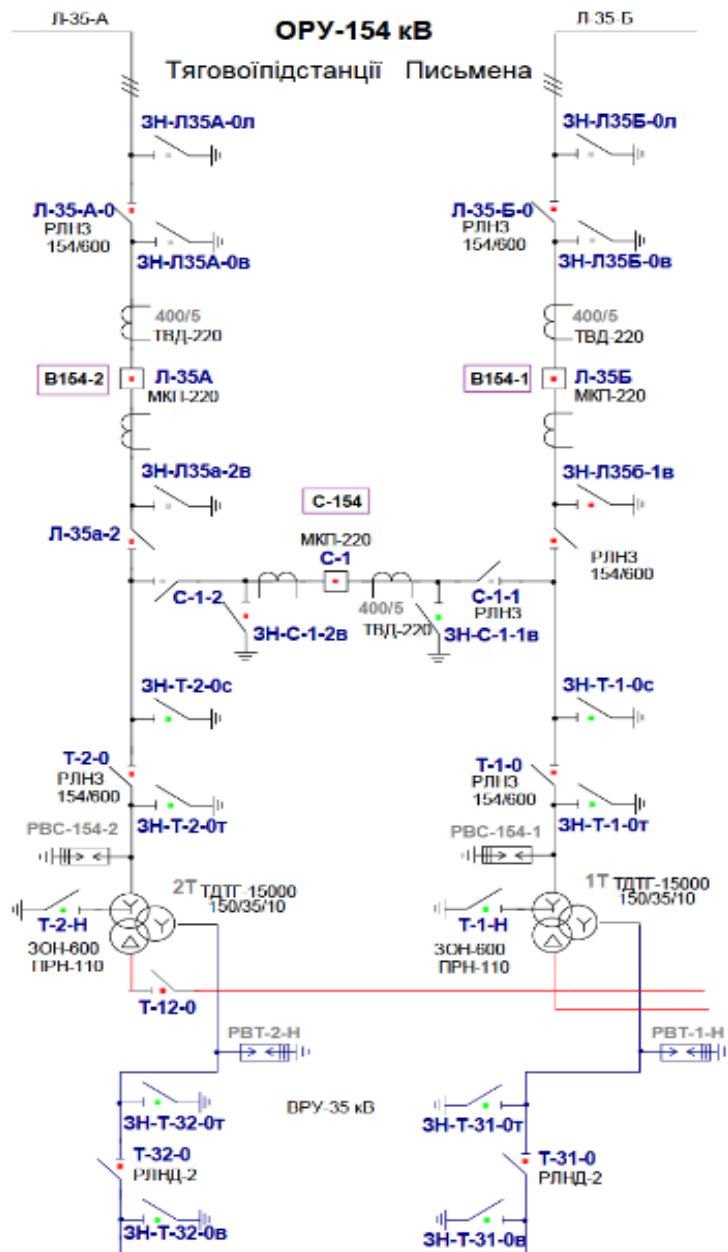 Л-35-А
ОРУ-154 кВ
Л-35-Б
Тяговоїпідстанції Письмена
ЗН-Л35А-0л
ЗН-Л35Б-0л
Л-35-А-0
РЛНЗ
154/600
Л-35-Б-0
РЛНЗ
154/600
ЗН-Л35А-0в
ЗН-Л35Б-0в
400/5
ТВД-220
400/5
ТВД-220
В154-2
Л-35А
МКП-220
В154-1
Л-35Б
МКП-220
ЗН-Л35а-2в
ЗН-Л35б-1в
С-154
Л-35а-2
МКП-220
С-1
РЛНЗ
154/600
С-1-2
400/5
ТВД-220
С-1-1
РЛНЗ
ЗН-С-1-2в
ЗН-С-1-1в
ЗН-Т-2-0с
ЗН-Т-1-0с
Т-2-0
РЛНЗ
154/600
Т-1-0
РЛНЗ
154/600
ЗН-Т-2-0т
ЗН-Т-1-0т
РВС-154-2
РВС-154-1
2Т ТДТГ-15000
150/35/10
1Т ТДТГ-15000
150/35/10
Т-2-Н
ЗОН-600
ПРН-110
Т-1-Н
ЗОН-600
ПРН-110
Т-12-0
РВТ-2-Н
РВТ-1-Н
ЗН-Т-32-0т
ВРУ-35 кВ
ЗН-Т-31-0т
Т-32-0
РЛНД-2
Т-31-0
РЛНД-2
ЗН-Т-32-0в
ЗН-Т-31-0в